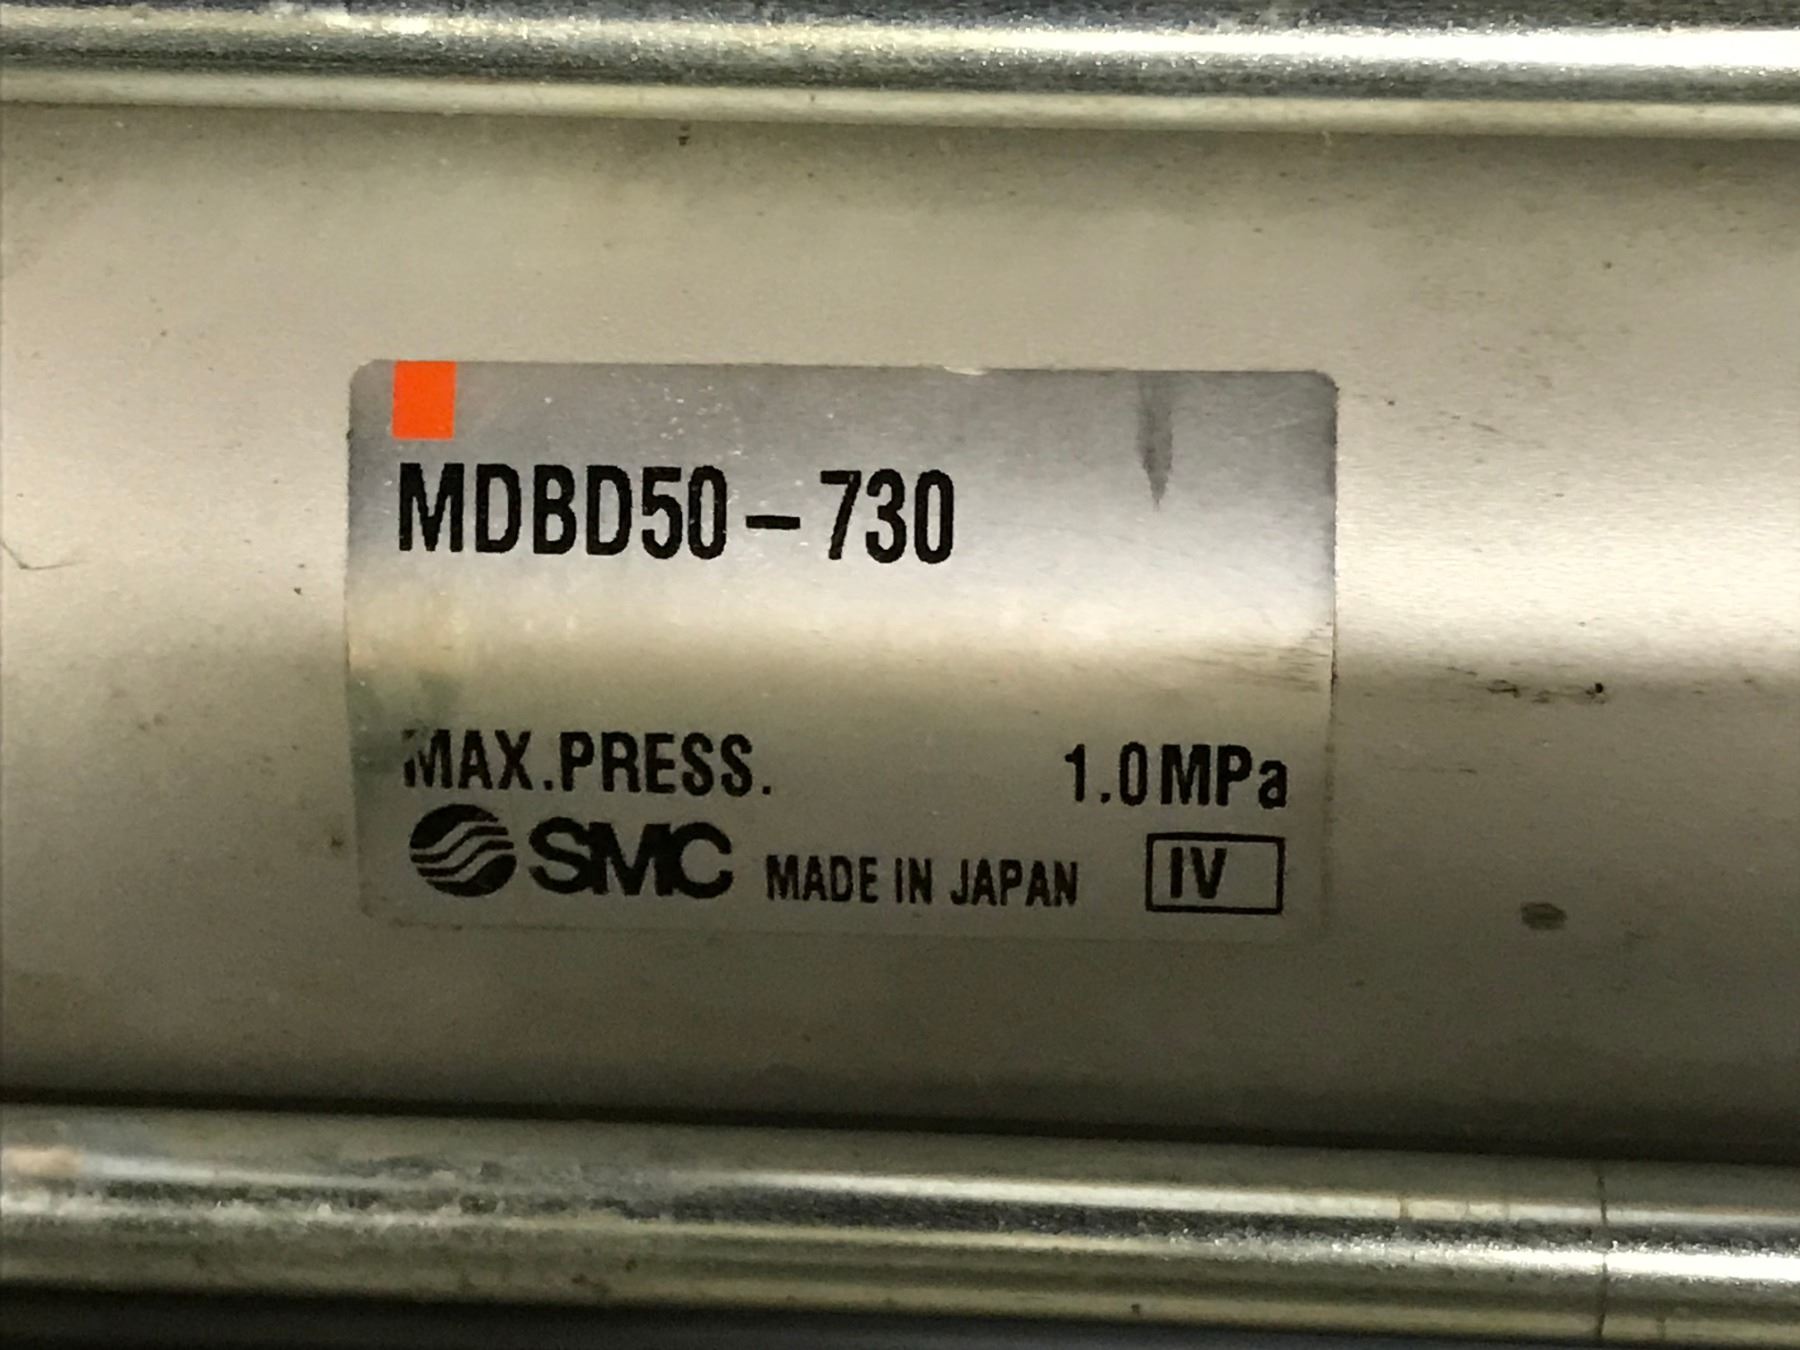 MDBD50-730
MAX.PRESS. 1.0MPa
SMC MADE IN JAPAN IV